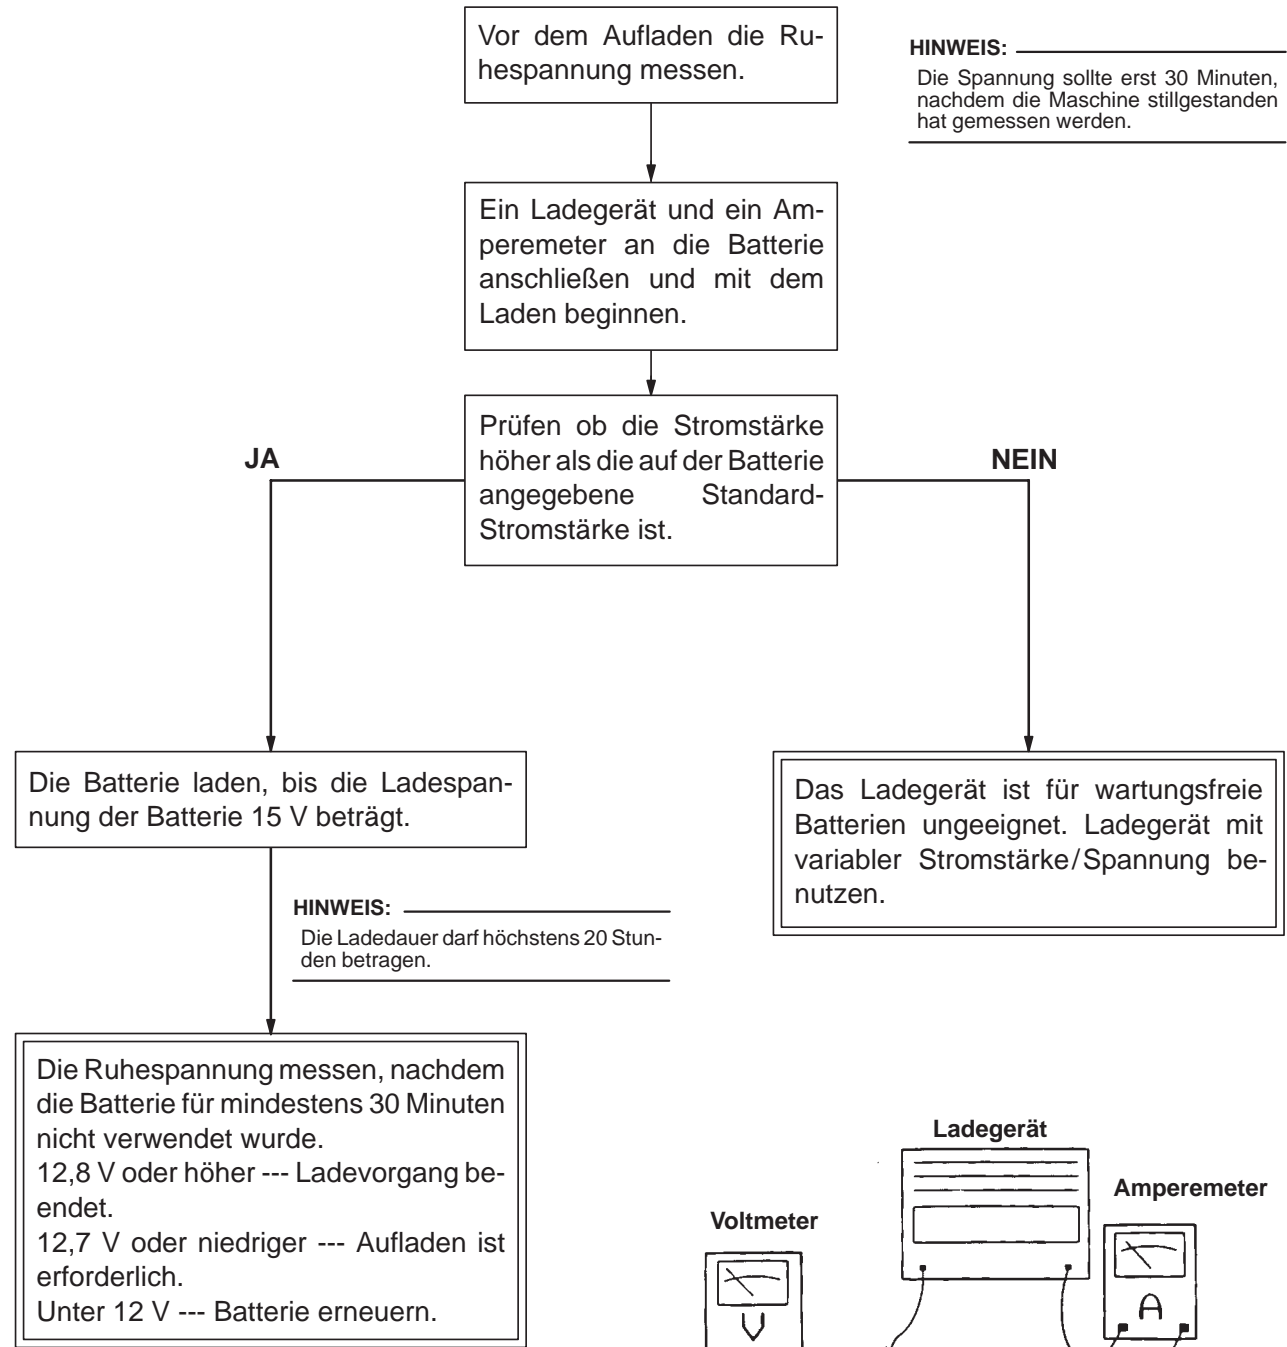 Vor dem Aufladen die Ru-
hespannung messen.
HINWEIS:
Die Spannung sollte erst 30 Minuten,
nachdem die Maschine stillgestanden
hat gemessen werden.
Ein Ladegerät und ein Am-
peremeter an die Batterie
anschließen und mit dem
Laden beginnen.
Prüfen ob die Stromstärke
höher als die auf der Batterie
angegebene Standard-
Stromstärke ist.
JA
NEIN
Die Batterie laden, bis die Ladespan-
nung der Batterie 15 V beträgt.
Das Ladegerät ist für wartungsfreie
Batterien ungeeignet. Ladegerät mit
variabler Stromstärke/Spannung be-
nutzen.
HINWEIS:
Die Ladedauer darf höchstens 20 Stun-
den betragen.
Die Ruhespannung messen, nachdem
die Batterie für mindestens 30 Minuten
nicht verwendet wurde.
12,8 V oder höher --- Ladevorgang be-
endet.
12,7 V oder niedriger --- Aufladen ist
erforderlich.
Unter 12 V --- Batterie erneuern.
Ladegerät
Amperemeter
Voltmeter
A
V